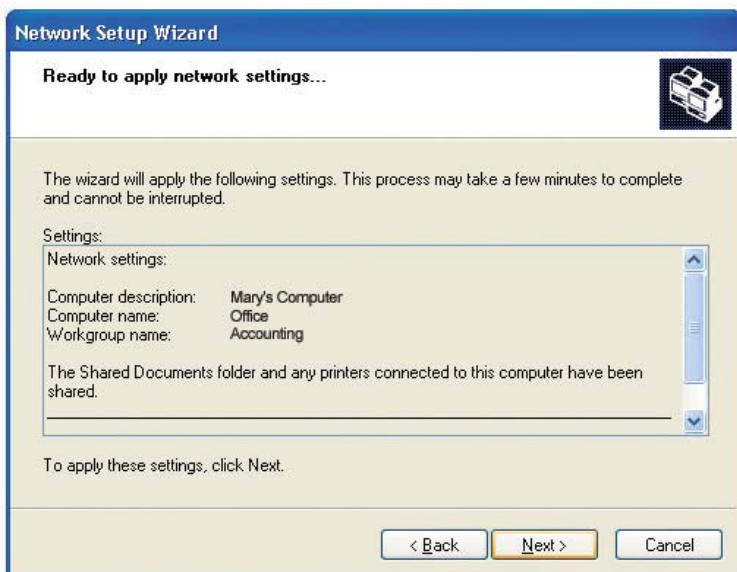 Network Setup Wizard
Ready to apply network settings...
The wizard will apply the following settings. This process may take a few minutes to complete
and cannot be interrupted.
Settings:
Network settings:
Computer description: Mary's Computer
Computer name: Office
Workgroup name: Accounting
The Shared Documents folder and any printers connected to this computer have been
shared.
To apply these settings, click Next.
< Back Next > Cancel